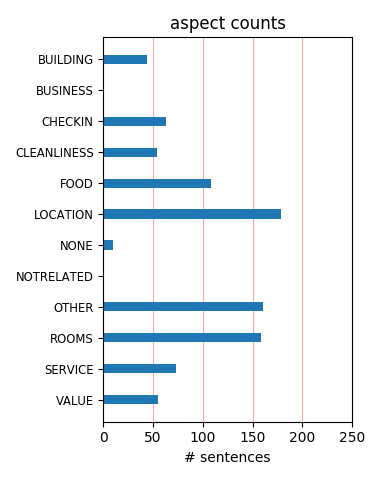 aspect counts
BUILDING
BUSINESS
CHECKIN
CLEANLINESS
FOOD
LOCATION
NONE
NOTRELATED
OTHER
ROOMS
SERVICE
VALUE
0 50 100 150 200 250
# sentences